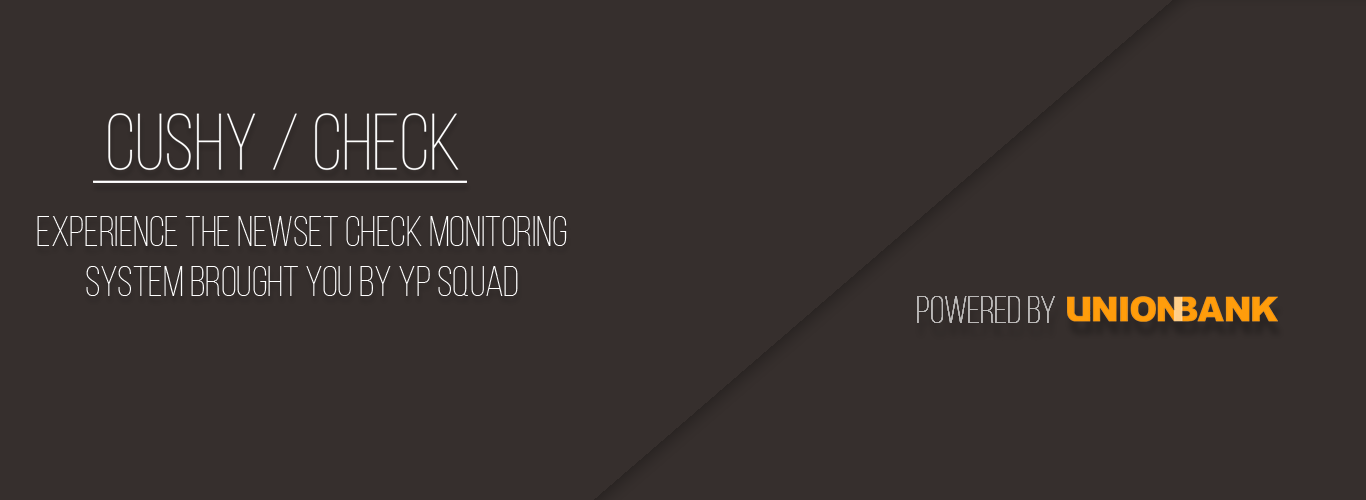 CUSHY / CHECK
EXPERIENCE THE NEWSET CHECK MONITORING
SYSTEM BROUGHT YOU BY YP SQUAD
POWERED BY UNIONBANK